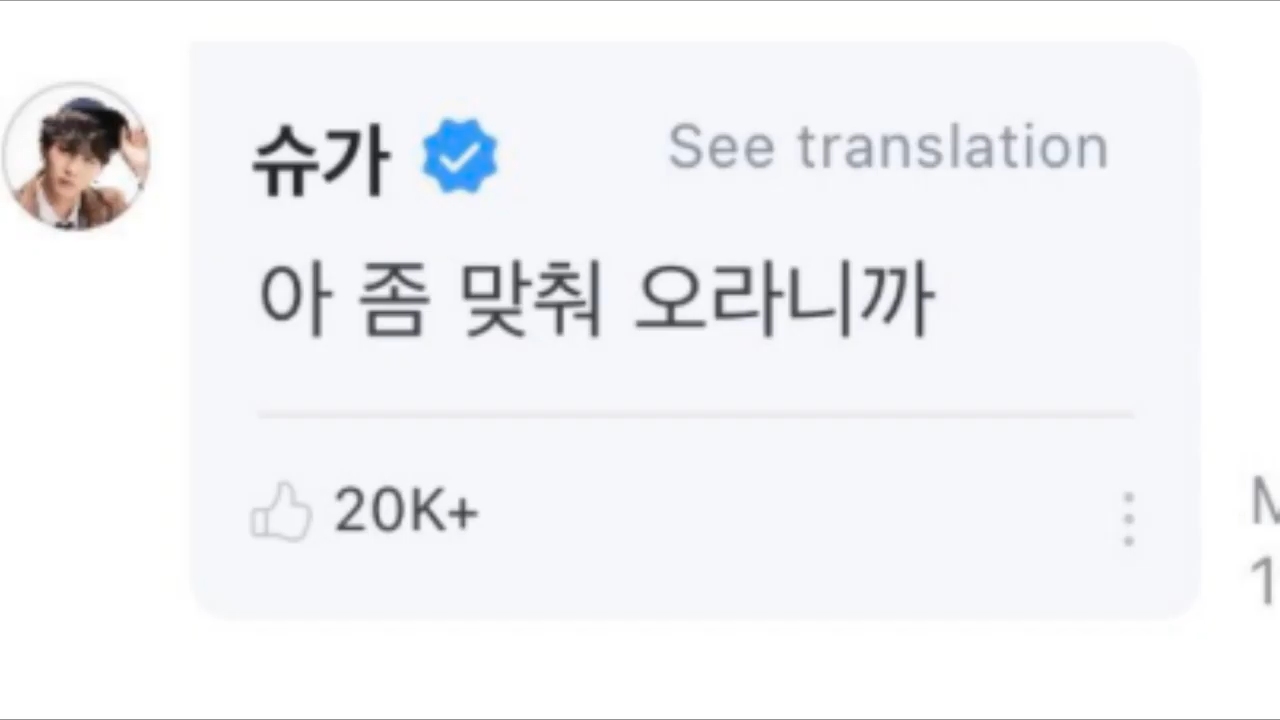 슈가 See translation
아 좀 맞춰 오라니까
20K+